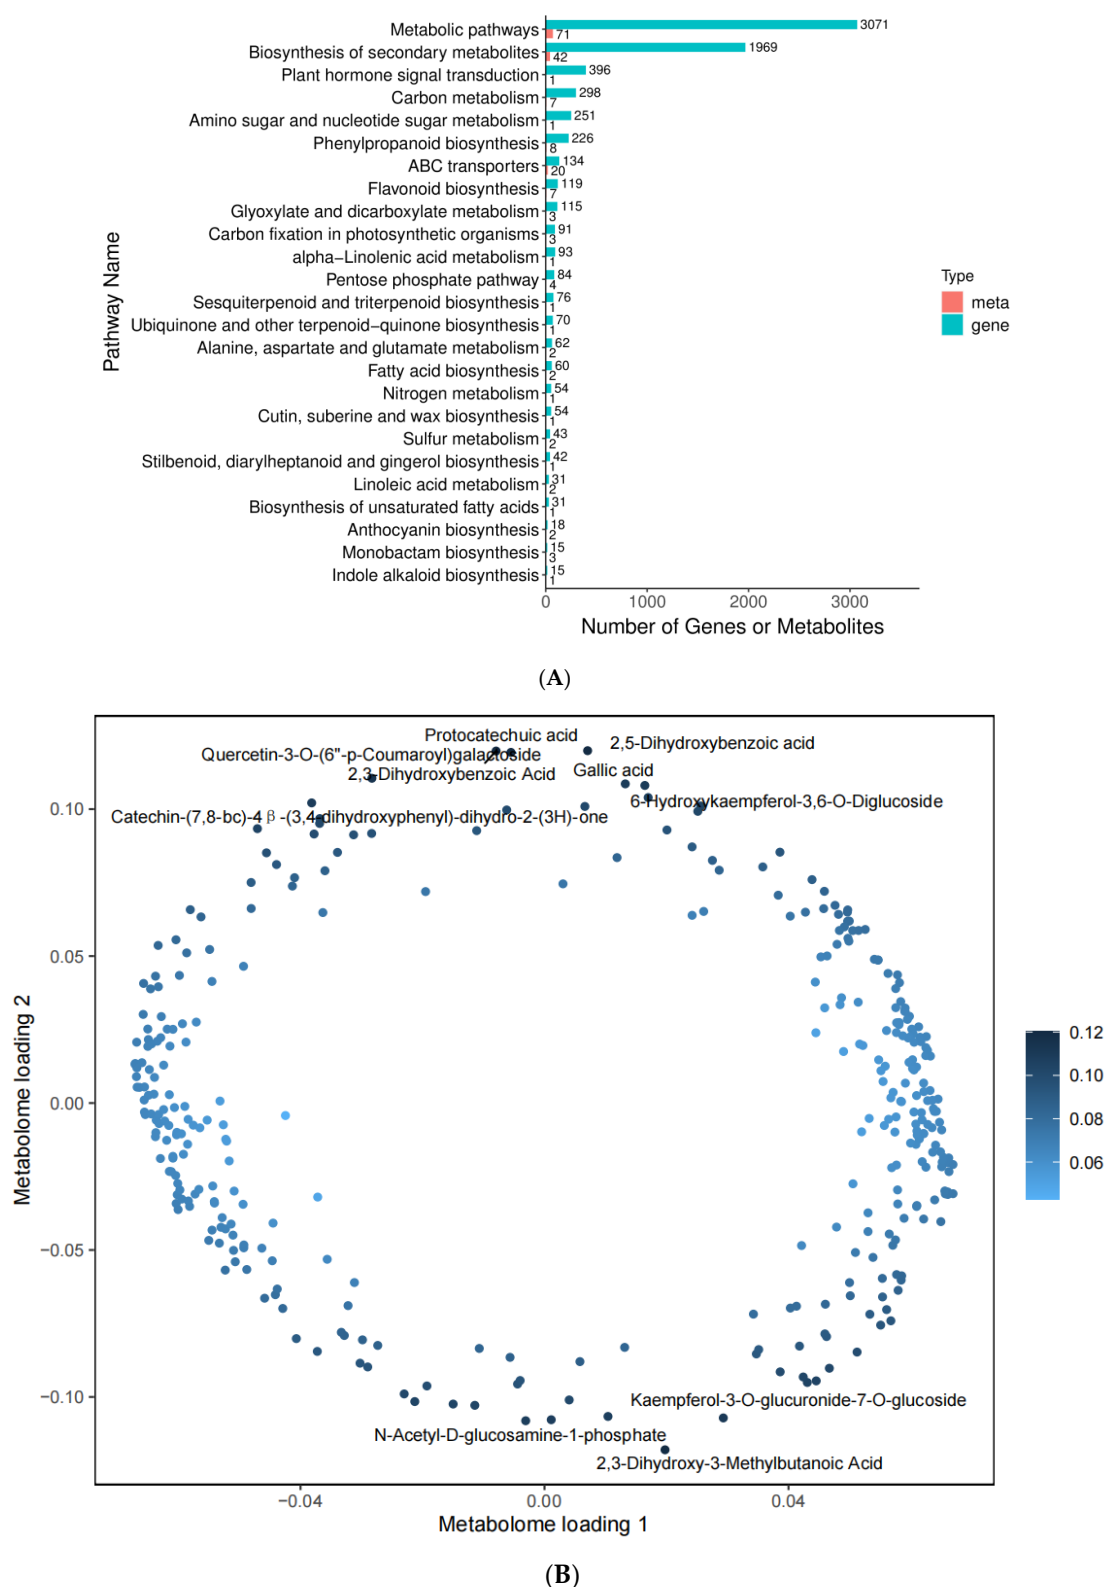 Metabolic pathways 3071
71
Biosynthesis of secondary metabolites 1969
42
Plant hormone signal transduction 396
1
Carbon metabolism 298
7
Amino sugar and nucleotide sugar metabolism 251
1
Phenylpropanoid biosynthesis 226
8
ABC transporters 134
20
Flavonoid biosynthesis 119
7
Glyoxylate and dicarboxylate metabolism 115
3
Carbon fixation in photosynthetic organisms 91
3
alpha−Linolenic acid metabolism 93
1
Pentose phosphate pathway 84
4
Sesquiterpenoid and triterpenoid biosynthesis 76
1
Ubiquinone and other terpenoid−quinone biosynthesis 70
1
Alanine, aspartate and glutamate metabolism 62
2
Fatty acid biosynthesis 60
2
Nitrogen metabolism 54
1
Cutin, suberine and wax biosynthesis 54
1
Sulfur metabolism 43
2
Stilbenoid, diarylheptanoid and gingerol biosynthesis 42
1
Linoleic acid metabolism 31
2
Biosynthesis of unsaturated fatty acids 31
1
Anthocyanin biosynthesis 18
2
Monobactam biosynthesis 15
3
Indole alkaloid biosynthesis 15
1
Pathway Name
0 1000 2000 3000
Number of Genes or Metabolites
Type
meta
gene
(A)
Protocatechuic acid
2,5-Dihydroxybenzoic acid
Quercetin-3-O-(6"-p-Coumaroyl)galactoside
2,3-Dihydroxybenzoic Acid
Gallic acid
6-Hydroxykaempferol-3,6-O-Diglucoside
Catechin-(7,8-bc)-4β-(3,4-dihydroxyphenyl)-dihydro-2-(3H)-one
Kaempferol-3-O-glucuronide-7-O-glucoside
N-Acetyl-D-glucosamine-1-phosphate
2,3-Dihydroxy-3-Methylbutanoic Acid
0.10
0.05
0.00
−0.05
−0.10
Metabolome loading 2
−0.04 0.00 0.04
Metabolome loading 1
0.12
0.10
0.08
0.06
(B)